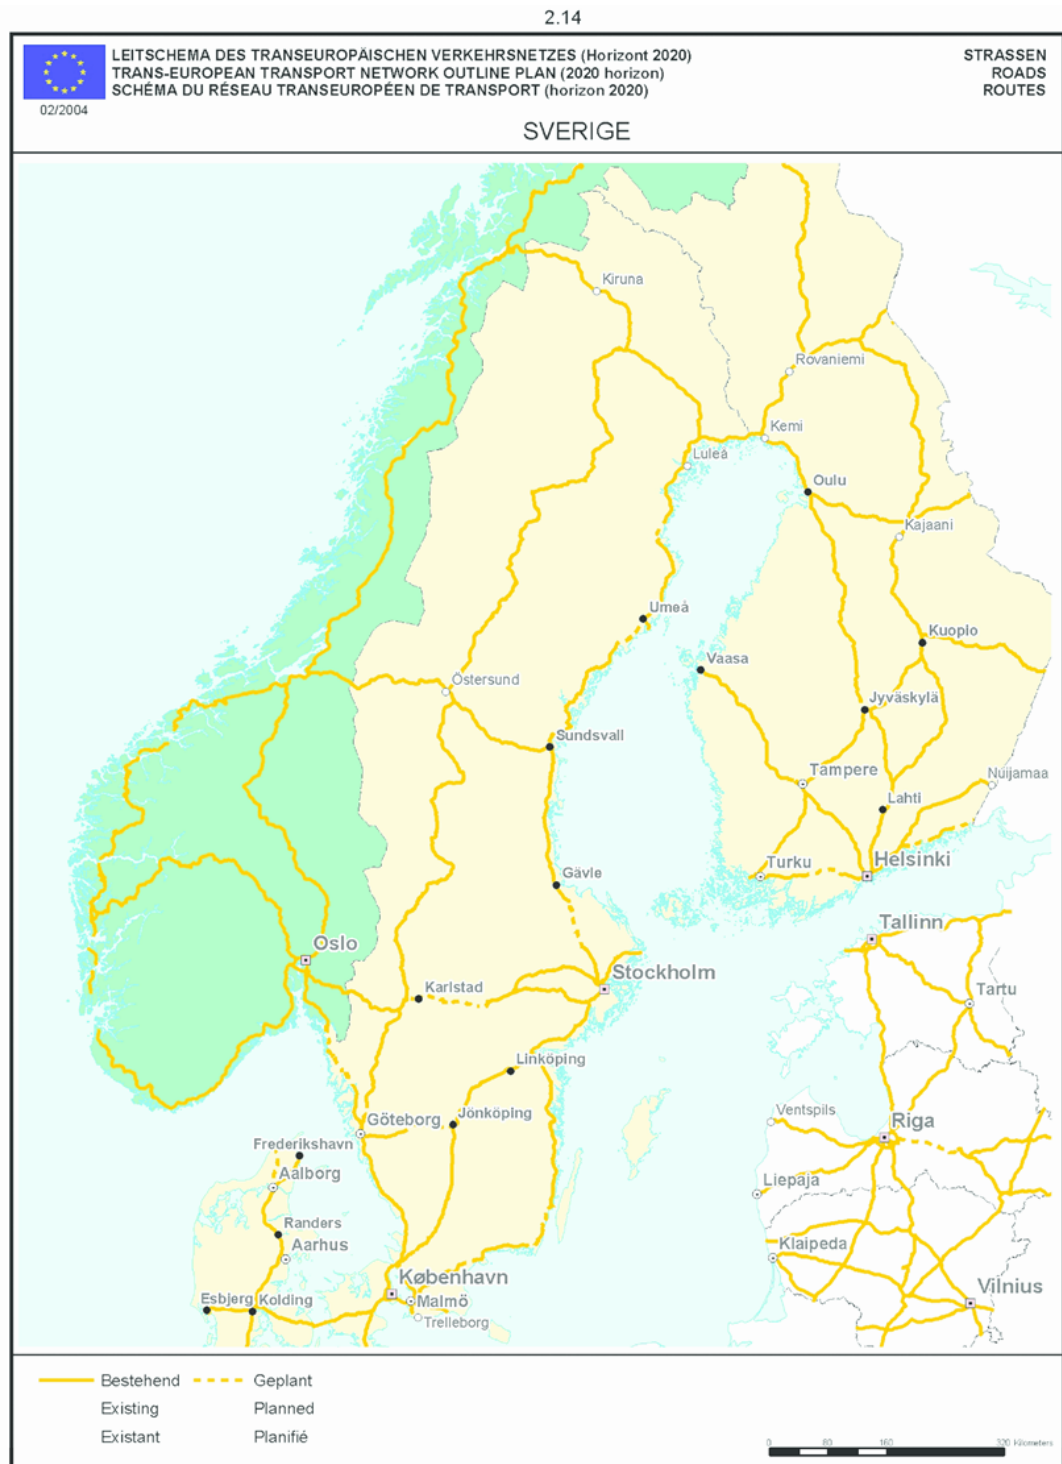 2.14
LEITSCHEMA DES TRANSEUROPÄISCHEN VERKEHRSNETZES (Horizont 2020)
TRANS-EUROPEAN TRANSPORT NETWORK OUTLINE PLAN (2020 horizon)
SCHÉMA DU RÉSEAU TRANSEUROPÉEN DE TRANSPORT (horizon 2020)
STRASSEN
ROADS
ROUTES
02/2004
SVERIGE
Kiruna
Rovaniemi
Kemi
Luleå
Oulu
Kajaani
Umeå
Kuopio
Vaasa
Östersund
Jyväskylä
Sundsvall
Tampere
Nuijamaa
Lahti
Turku
Helsinki
Gävle
Tallinn
Oslo
Stockholm
Karlstad
Tartu
Linköping
Göteborg
Jönköping
Ventspils
Riga
Frederikshavn
Aalborg
Liepaja
Randers
Aarhus
Klaipeda
København
Vilnius
Esbjerg
Kolding
Malmö
Trelleborg
Bestehend
Geplant
Existing
Planned
Existant
Planifié
0 80 160 320 Kilometers